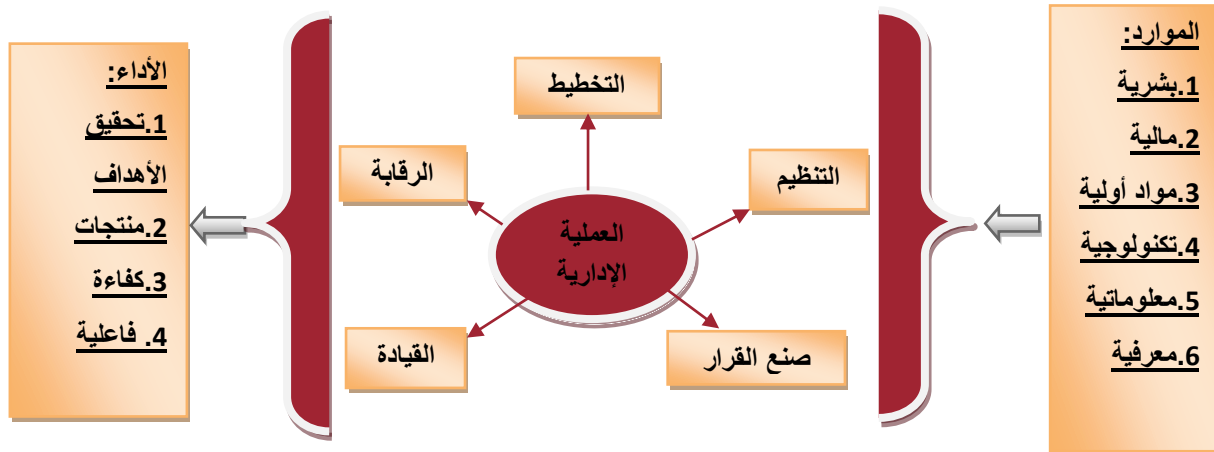 الموارد:
1.بشرية
2.مالية
3.مواد أولية
4.تكنولوجية
5.معلوماتية
6.معرفية
التخطيط
التنظيم
الرقابة
العملية
الإدارية
صنع القرار
القيادة
الأداء:
1.تحقيق
الأهداف
2.منتجات
3.كفاءة
4. فاعلية